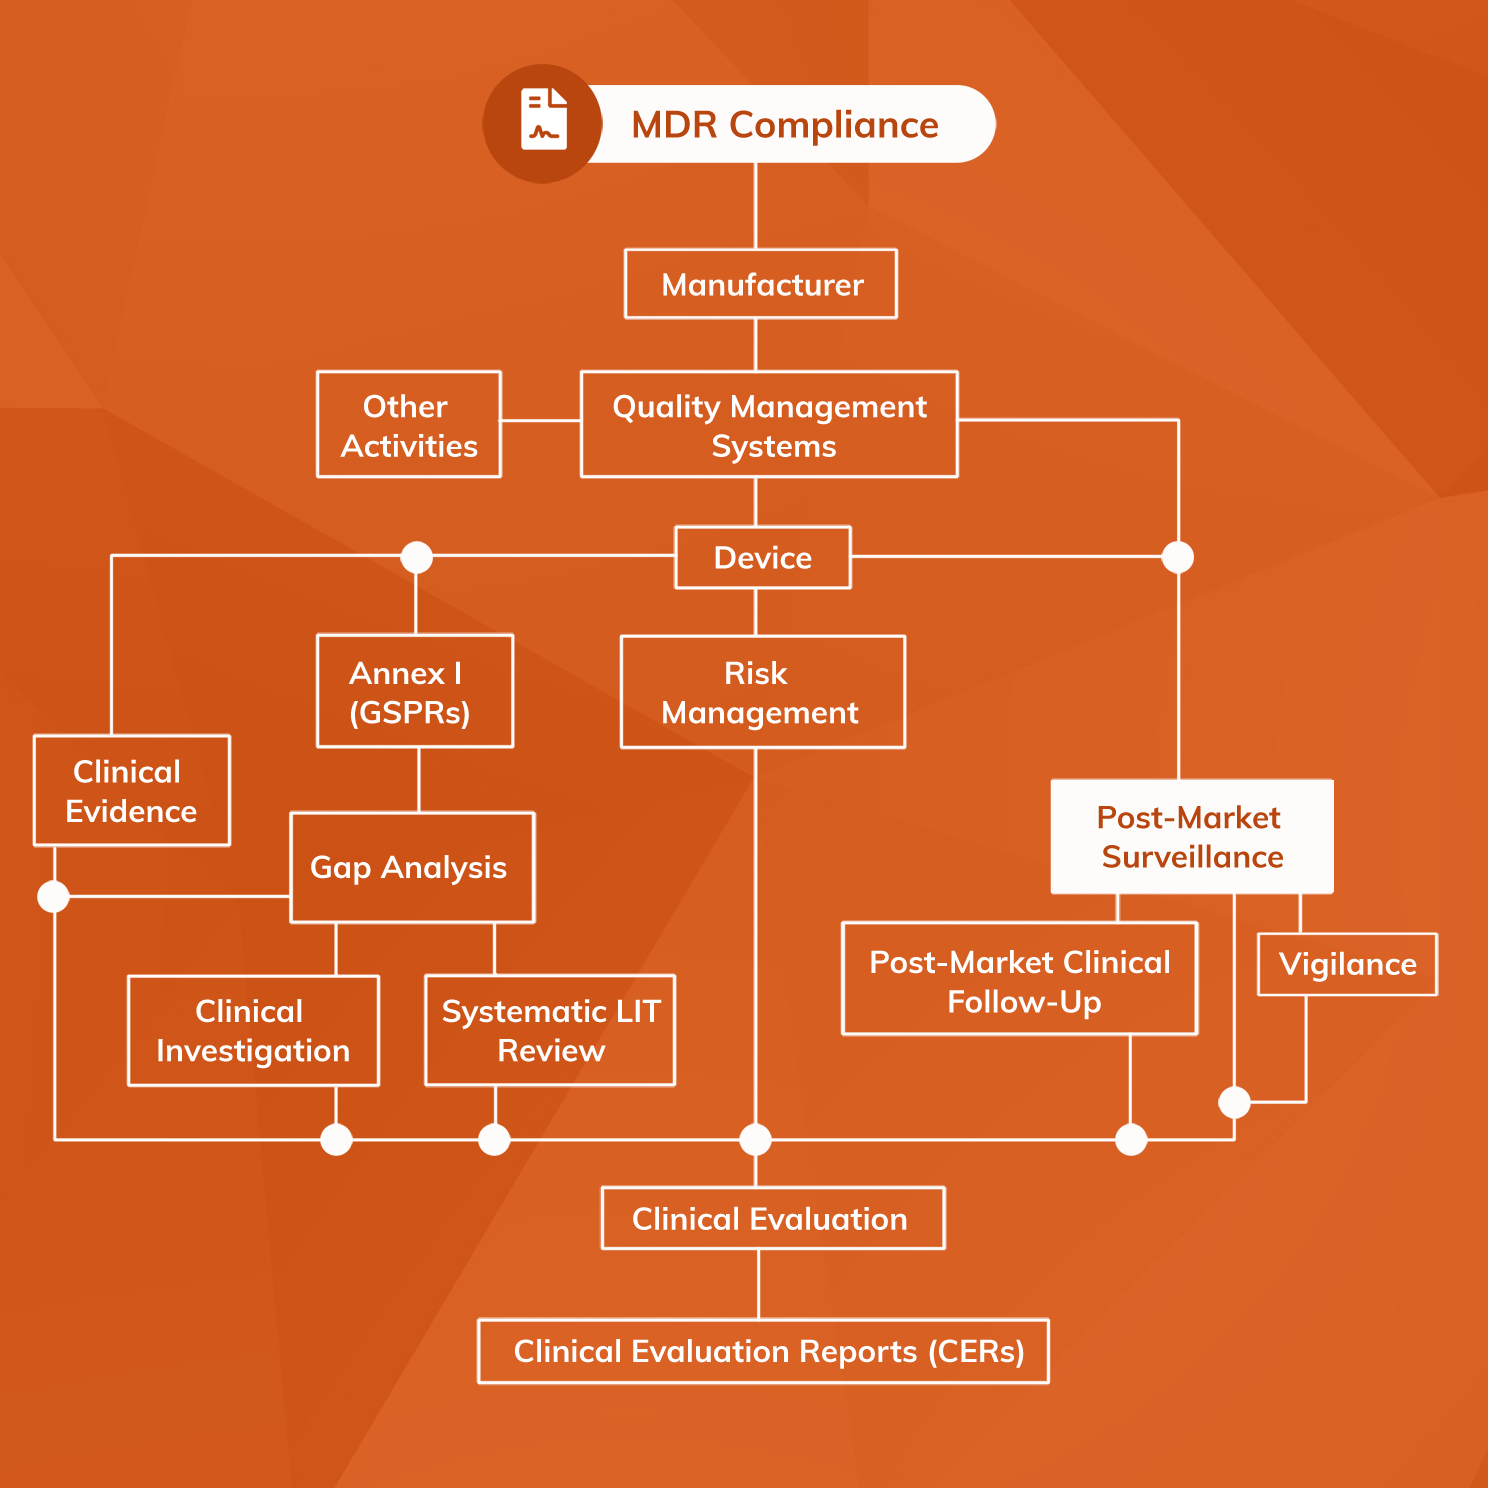 MDR Compliance
Manufacturer
Other
Activities
Quality Management
Systems
Device
Annex I
(GSPRs)
Risk
Management
Clinical
Evidence
Gap Analysis
Post-Market
Surveillance
Clinical
Investigation
Systematic LIT
Review
Post-Market Clinical
Follow-Up
Vigilance
Clinical Evaluation
Clinical Evaluation Reports (CERs)